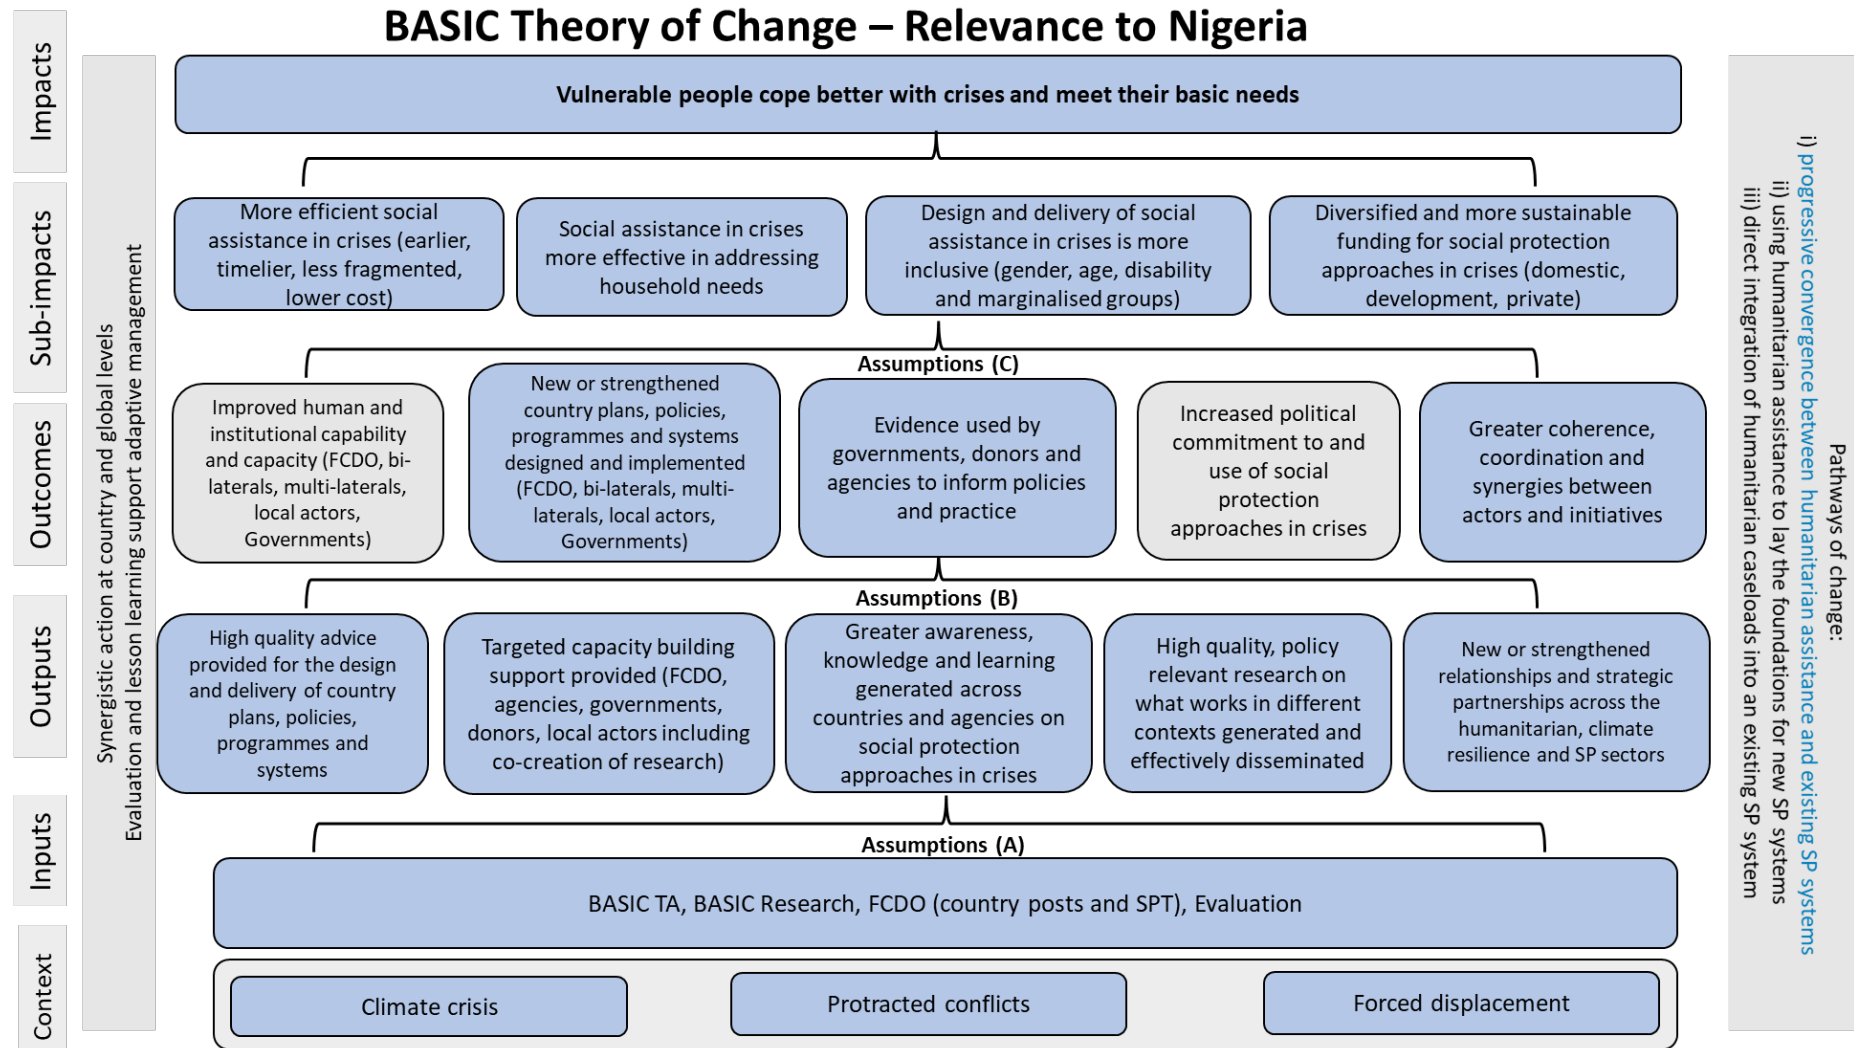 BASIC Theory of Change – Relevance to Nigeria
Impacts
Vulnerable people cope better with crises and meet their basic needs
Sub-impacts
More efficient social
assistance in crises (earlier,
timelier, less fragmented,
lower cost)
Social assistance in crises
more effective in addressing
household needs
Design and delivery of social
assistance in crises is more
inclusive (gender, age, disability
and marginalised groups)
Diversified and more sustainable
funding for social protection
approaches in crises (domestic,
development, private)
Assumptions (C)
Outcomes
Improved human and
institutional capability
and capacity (FCDO, bi-
laterals, multi-laterals,
local actors,
Governments)
New or strengthened
country plans, policies,
programmes and systems
designed and implemented
(FCDO, bi-laterals, multi-
laterals, local actors,
Governments)
Evidence used by
governments, donors and
agencies to inform policies
and practice
Increased political
commitment to and
use of social
protection
approaches in crises
Greater coherence,
coordination and
synergies between
actors and initiatives
Assumptions (B)
Outputs
High quality advice
provided for the design
and delivery of country
plans, policies,
programmes and
systems
Targeted capacity building
support provided (FCDO,
agencies, governments,
donors, local actors including
co-creation of research)
Greater awareness,
knowledge and learning
generated across
countries and agencies on
social protection
approaches in crises
High quality, policy
relevant research on
what works in different
contexts generated and
effectively disseminated
New or strengthened
relationships and strategic
partnerships across the
humanitarian, climate
resilience and SP sectors
Assumptions (A)
Inputs
BASIC TA, BASIC Research, FCDO (country posts and SPT), Evaluation
Context
Climate crisis
Protracted conflicts
Forced displacement
Synergistic action at country and global levels
Evaluation and lesson learning support adaptive management
Pathways of change:
i) progressive convergence between humanitarian assistance and existing SP systems
ii) using humanitarian assistance to lay the foundations for new SP systems
iii) direct integration of humanitarian caseloads into an existing SP system